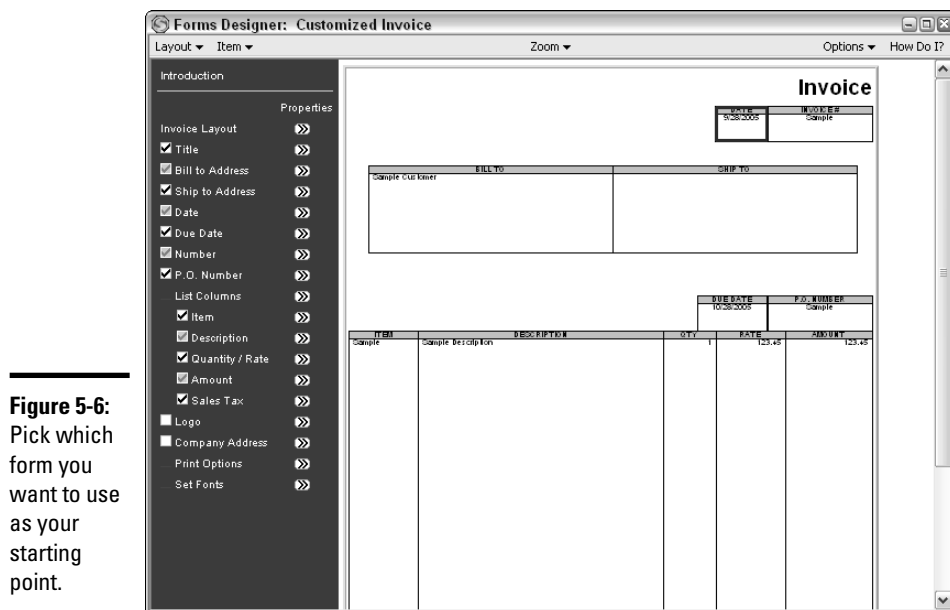 Forms Designer: Customized Invoice
Layout Item Zoom Options How Do I?
Introduction
Properties
Invoice Layout
Title
Bill to Address
Ship to Address
Date
Due Date
Number
P.O. Number
List Columns
Item
Description
Quantity / Rate
Amount
Sales Tax
Logo
Company Address
Print Options
Set Fonts
Invoice
DATE INVOICE#
9/28/2005 Sample
BILL TO SHIP TO
Sample Customer
DUE DATE P.O. NUMBER
10/28/2005 Sample
ITEM DESCRIPTION QTY RATE AMOUNT
Sample Sample Description 1 123.45 123.45
Figure 5-6:
Pick which
form you
want to use
as your
starting
point.